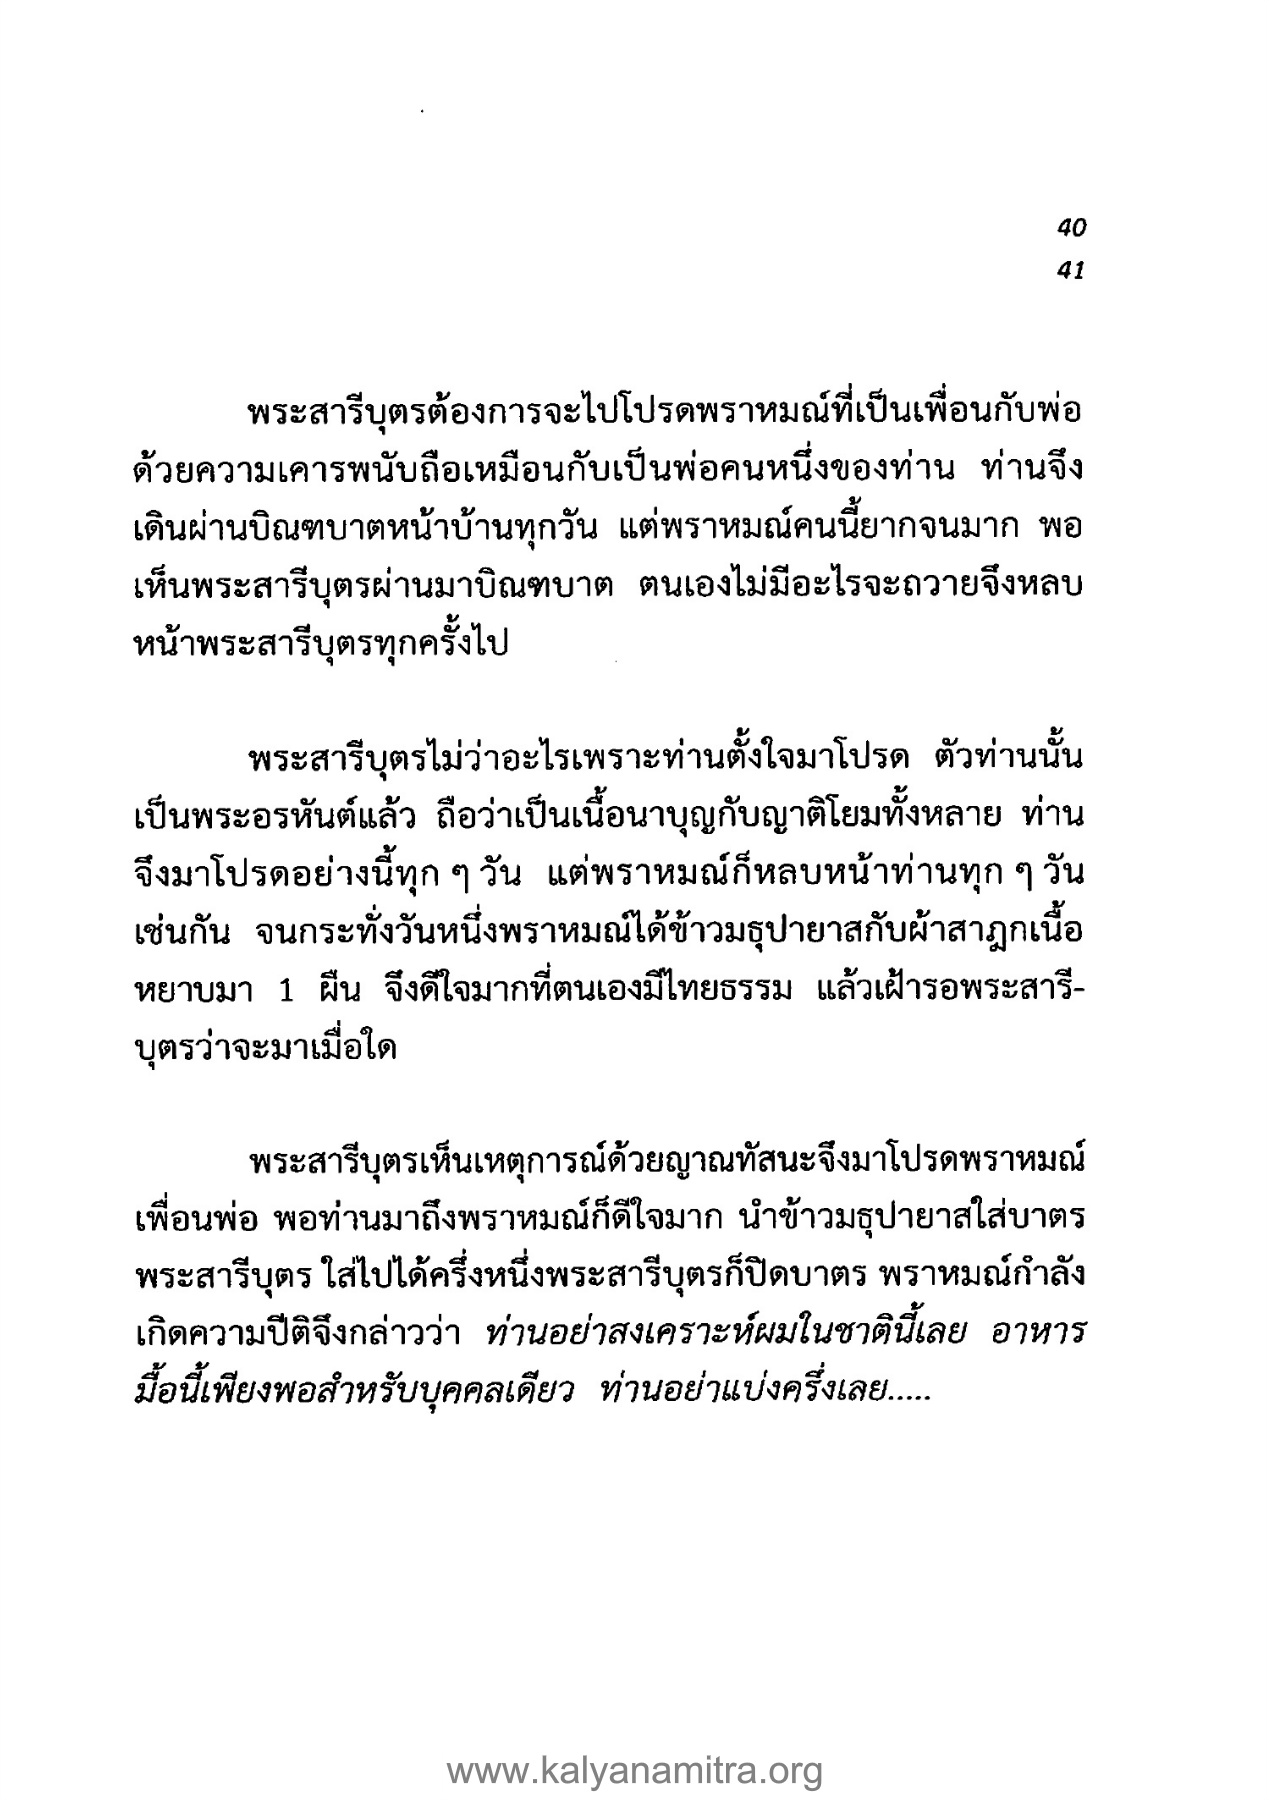 40
41
พระสารีบุตรต้องการจะไปโปรดพราหมณ์ที่เป็นเพื่อนกับพ่อ
ด้วยความเคารพนับถือเหมือนกับเป็นพ่อคนหนึ่งของท่าน ท่านจึง
เดินผ่านบิณฑบาตหน้าบ้านทุกวัน แต่พราหมณ์คนนี้ยากจนมาก พอ
เห็นพระสารีบุตรผ่านมาบิณฑบาต ตนเองไม่มีอะไรจะถวายจึงหลบ
หน้าพระสารีบุตรทุกครั้งไป
พระสารีบุตรไม่ว่าอะไรเพราะท่านตั้งใจมาโปรด ตัวท่านนั้น
เป็นพระอรหันต์แล้ว ถือว่าเป็นเนื้อนาบุญกับญาติโยมทั้งหลาย ท่าน
จึงมาโปรดอย่างนี้ทุก ๆ วัน แต่พราหมณ์ก็หลบหน้าท่านทุก ๆ วัน
เช่นกัน จนกระทั่งวันหนึ่งพราหมณ์ได้ข้าวมธุปายาสกับผ้าสาฎกเนื้อ
หยาบมา 1 ผืน จึงดีใจมากที่ตนเองมีไทยธรรม แล้วเฝ้ารอพระสารี-
บุตรว่าจะมาเมื่อใด
พระสารีบุตรเห็นเหตุการณ์ด้วยญาณทัสนะจึงมาโปรดพราหมณ์
เพื่อนพ่อ พอท่านมาถึงพราหมณ์ก็ดีใจมาก นำข้าวมธุปายาสใส่บาตร
พระสารีบุตร ใส่ไปได้ครึ่งหนึ่งพระสารีบุตรก็ปิดบาตร พราหมณ์กำลัง
เกิดความปีติจึงกล่าวว่า ท่านอย่าสงเคราะห์ผมในชาตินี้เลย อาหาร
มื้อนี้เพียงพอสำหรับบุคคลเดียว ท่านอย่าแบ่งครึ่งเลย.....
www.kalyanamitra.org